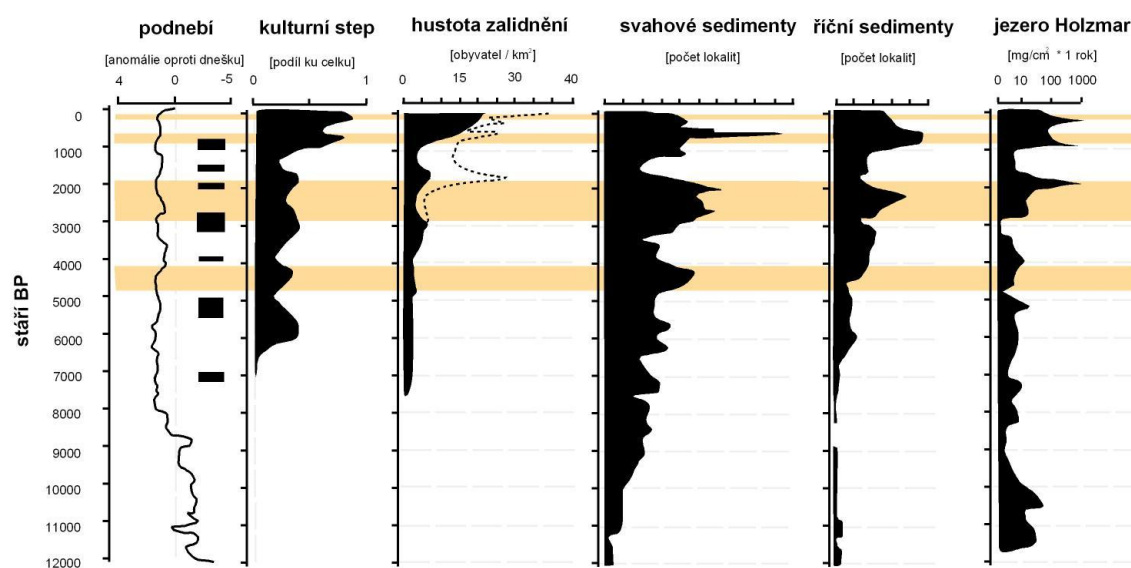 podnebí
kulturní step
hustota zalidnění
svahové sedimenty
říční sedimenty
jezero Holzmar
[anomálie oproti dnešku]
[podíl ku celku]
[obyvatel / km²]
[počet lokalit]
[počet lokalit]
[mg/cm² * 1 rok]
4 0 -5
0 1
0 15 30 40
0 10 100 1000
stáří BP
0
1000
2000
3000
4000
5000
6000
7000
8000
9000
10000
11000
12000